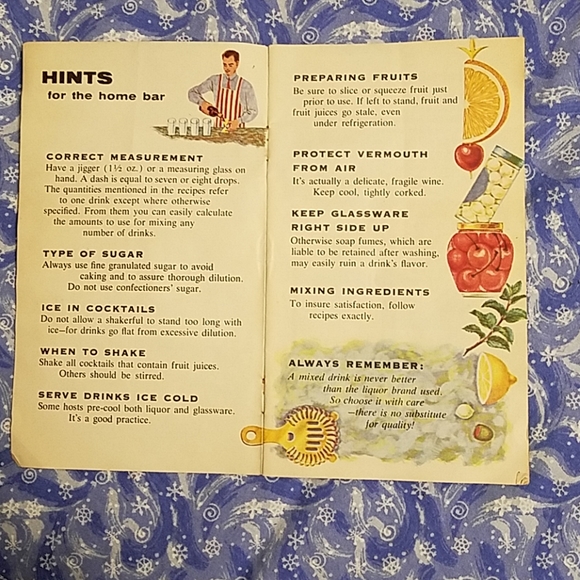 HINTS
for the home bar
CORRECT MEASUREMENT
Have a jigger (1½ oz.) or a measuring glass on
hand. A dash is equal to seven or eight drops.
The quantities mentioned in the recipes refer
to one drink except where otherwise
specified. From them you can easily calculate
the amounts to use for mixing any
number of drinks.
TYPE OF SUGAR
Always use fine granulated sugar to avoid
caking and to assure thorough dilution.
Do not use confectioners' sugar.
ICE IN COCKTAILS
Do not allow a shakerful to stand too long with
ice—for drinks go flat from excessive dilution.
WHEN TO SHAKE
Shake all cocktails that contain fruit juices.
Others should be stirred.
SERVE DRINKS ICE COLD
Some hosts pre-cool both liquor and glassware.
It's a good practice.
PREPARING FRUITS
Be sure to slice or squeeze fruit just
prior to use. If left to stand, fruit and
fruit juices go stale, even
under refrigeration.
PROTECT VERMOUTH
FROM AIR
It's actually a delicate, fragile wine.
Keep cool, tightly corked.
KEEP GLASSWARE
RIGHT SIDE UP
Otherwise soap fumes, which are
liable to be retained after washing,
may easily ruin a drink's flavor.
MIXING INGREDIENTS
To insure satisfaction, follow
recipes exactly.
ALWAYS REMEMBER:
A mixed drink is never better
than the liquor brand used.
So choose it with care
—there is no substitute
for quality!